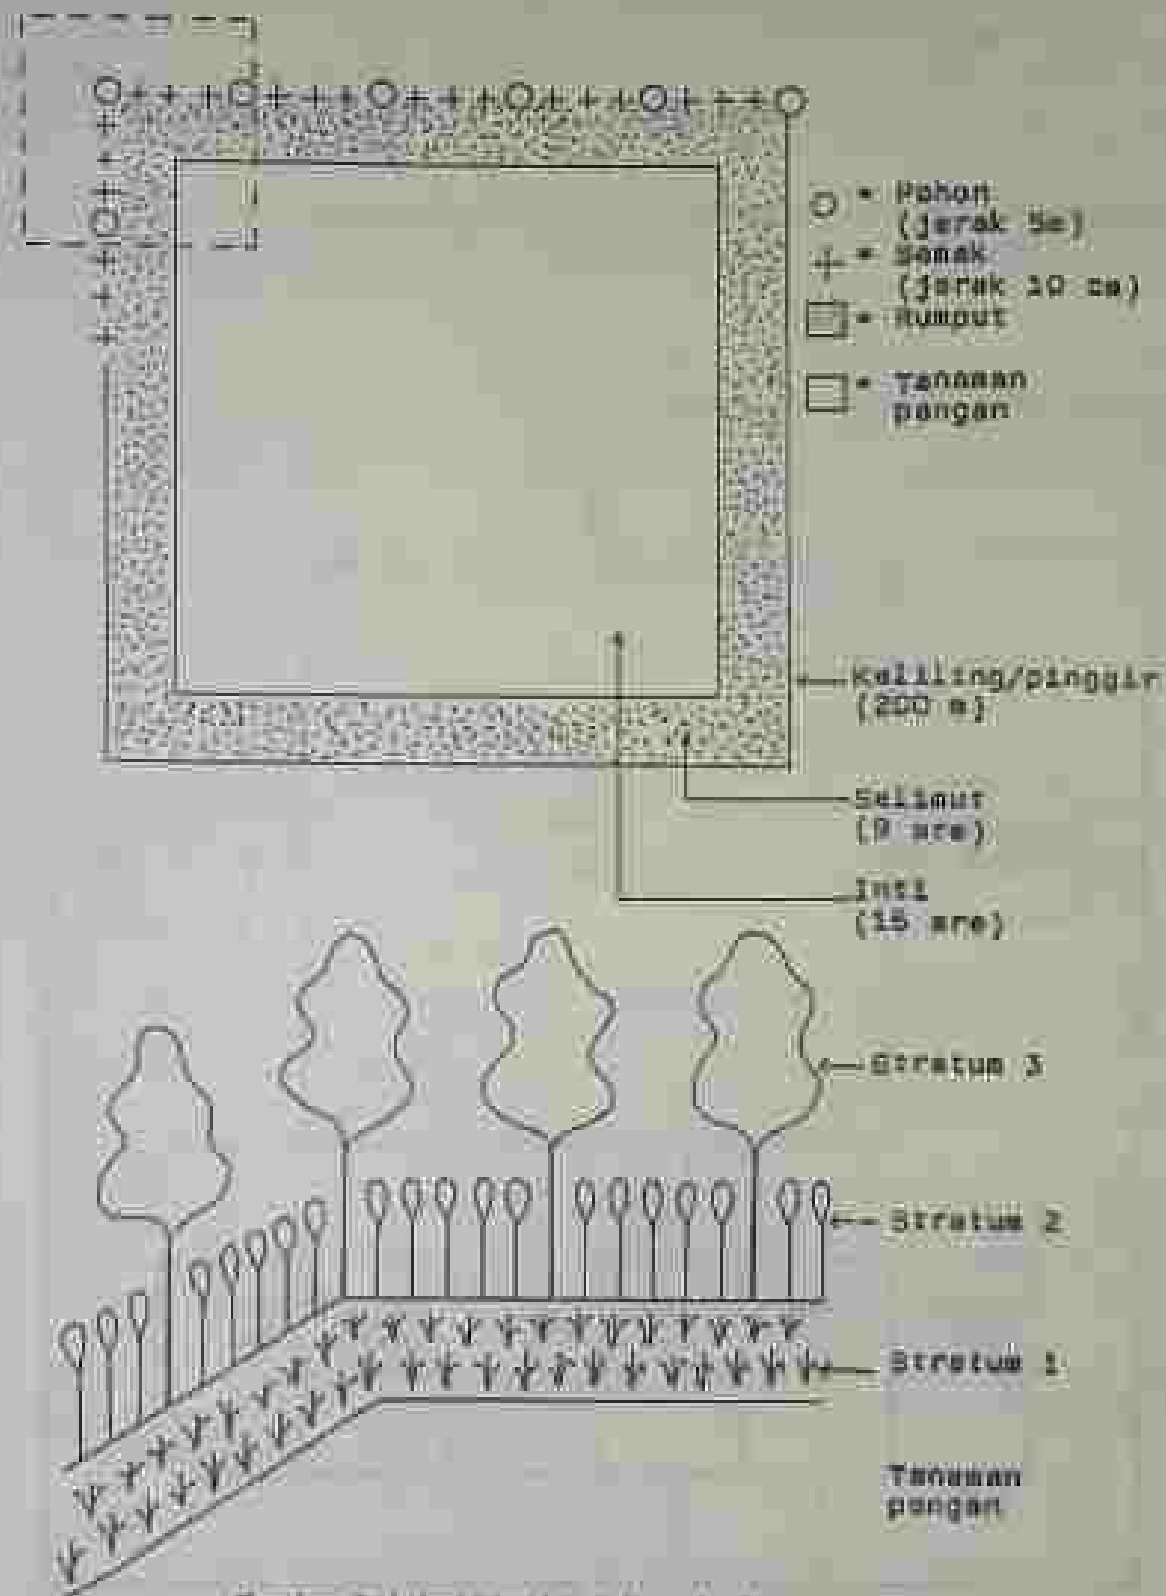 = Pohon
(jarak 5m)
= Semak
(jarak 10 cm)
= Rumput
= Tanaman
pangan
Keliling/pinggir
(200 m)
Selimut
(9 are)
Inti
(16 are)
Stratum 3
Stratum 2
Stratum 1
Tanaman
pangan